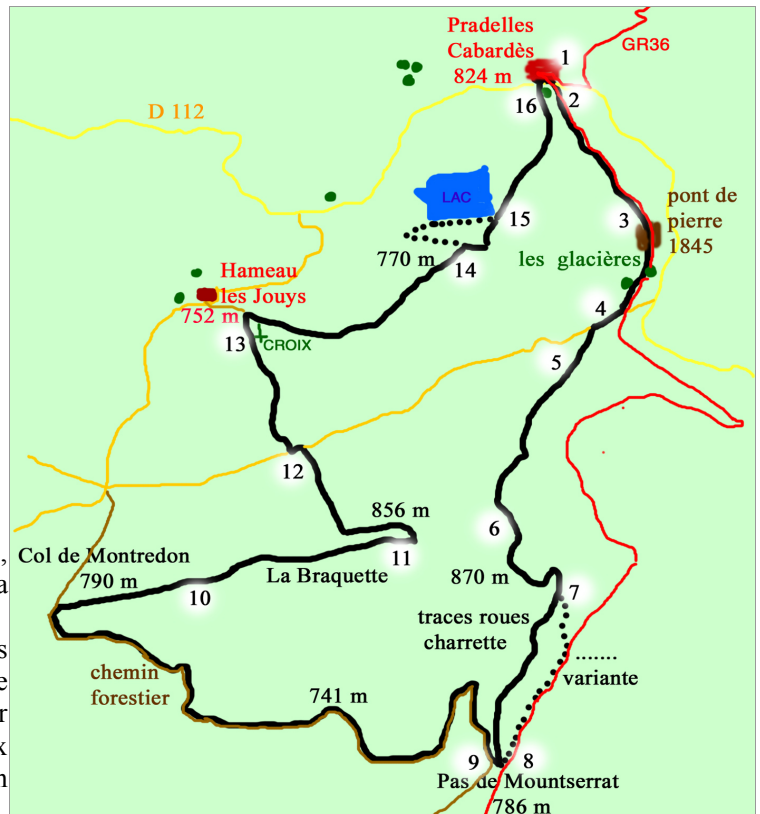 Pradelles
Cabardès
824 m
1
GR36
2
16
D 112
LAC
15
3
pont de
pierre
1845
770 m
14
les glacières
Hameau
les Jouys
752 m
13
CROIX
4
5
12
856 m
6
11
Col de Montredon
790 m
La Braquette
10
870 m
7
traces roues
charrette
.......
variante
chemin
forestier
741 m
9
8
Pas de Mountserrat
786 m
,
a
s
e
r
x
n